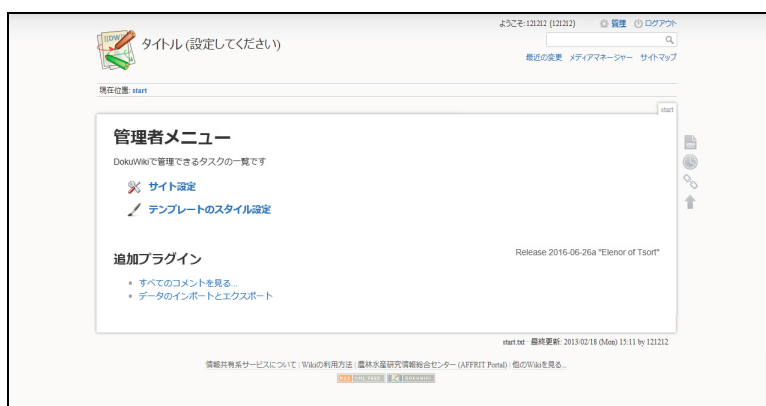 ようこそ:121212 (121212) 管理 ログアウト
タイトル (設定してください)
最近の変更 メディアマネージャー サイトマップ
現在位置: start
start
管理者メニュー
DokuWikiで管理できるタスクの一覧です
サイト設定
テンプレートのスタイル設定
Release 2016-06-26a "Elenor of Tsort"
追加プラグイン
すべてのコメントを見る...
データのインポートとエクスポート
start.txt · 最終更新: 2013/02/18 (Mon) 15:11 by 121212
情報共有系サービスについて | Wikiの利用方法 | 農林水産研究情報総合センター (AFFRIT Portal) | 他のWikiを見る...